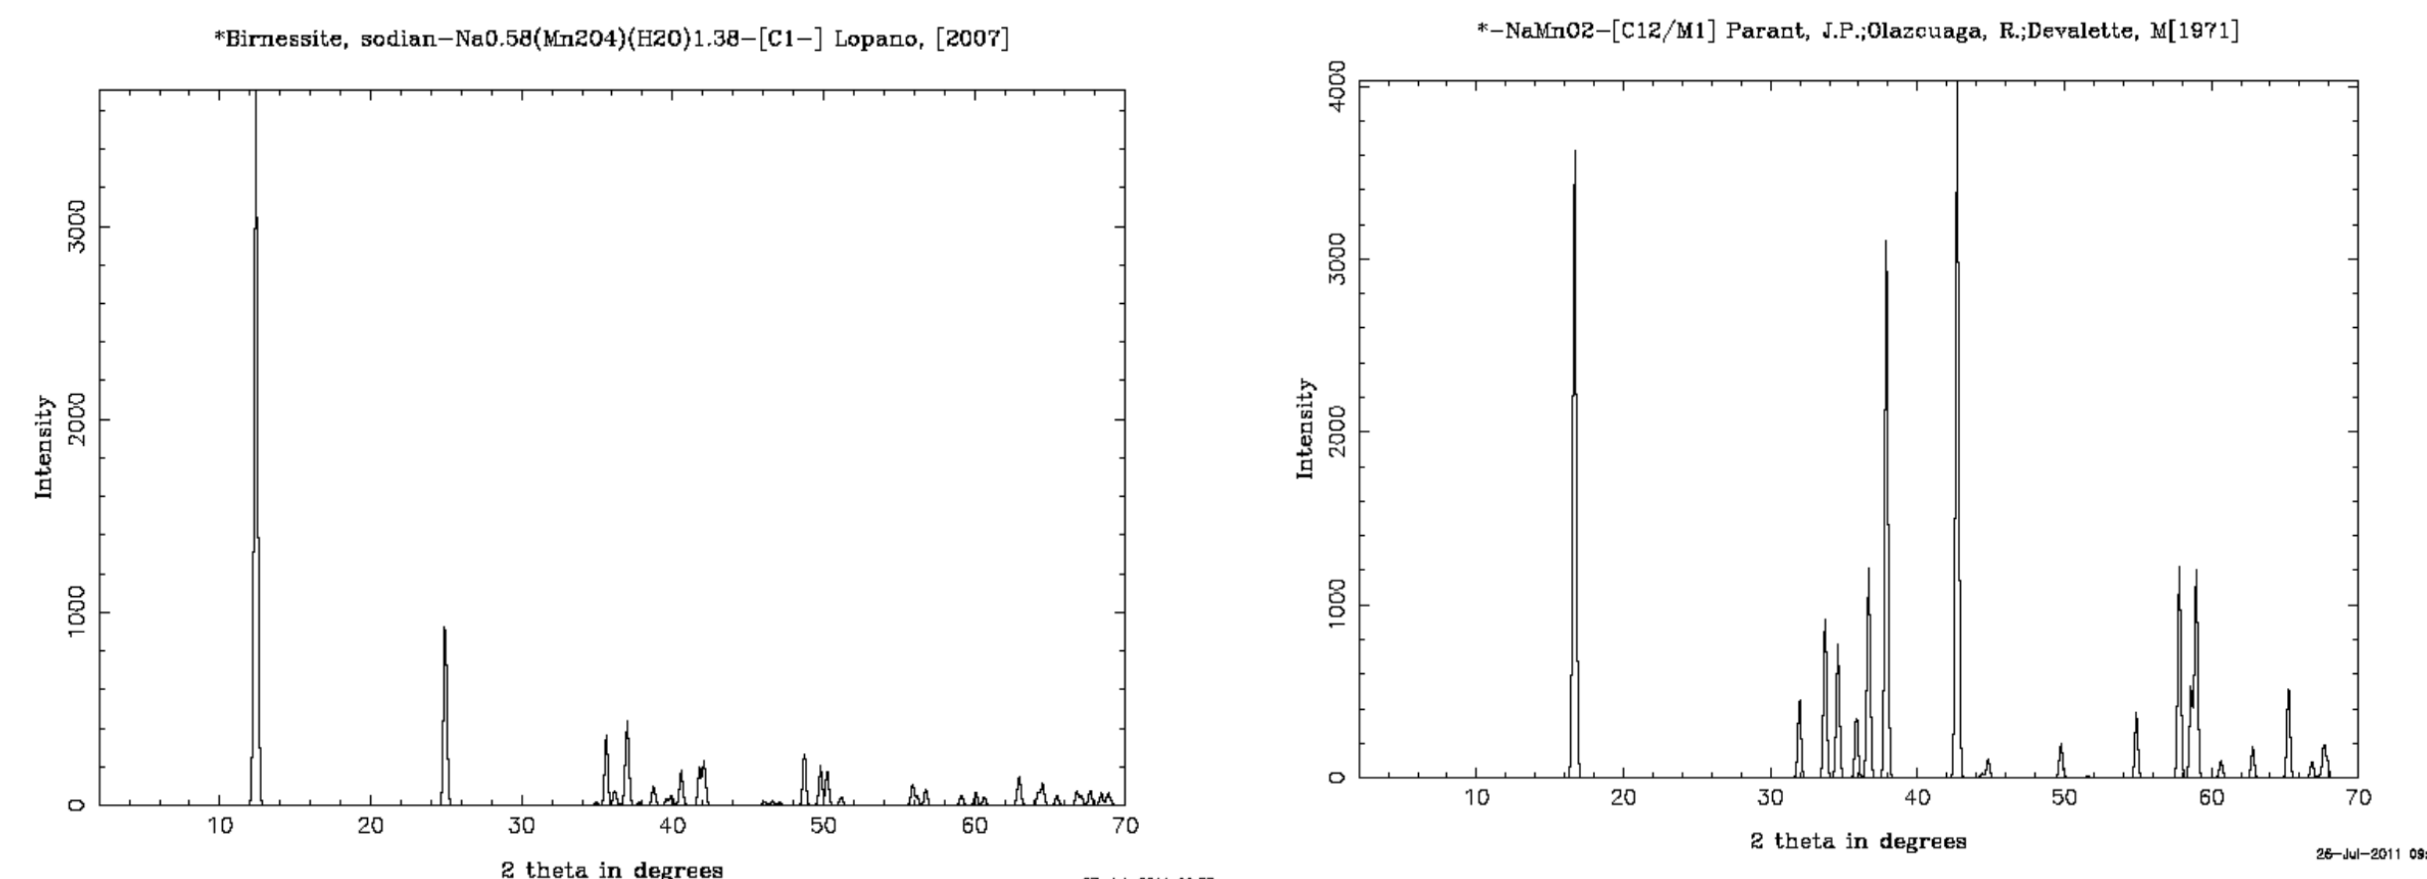 *Birnessite, sodian-Na0.58(Mn2O4)(H2O)1.38-[C1-] Lopano, [2007]
Intensity
3000
2000
1000
0
10 20 30 40 50 60 70
2 theta in degrees
*-NaMnO2-[C12/M1] Parant, J.P.;Olazcuaga, R.;Devalette, M[1971]
Intensity
4000
3000
2000
1000
0
10 20 30 40 50 60 70
2 theta in degrees
26-Jul-2011 09: